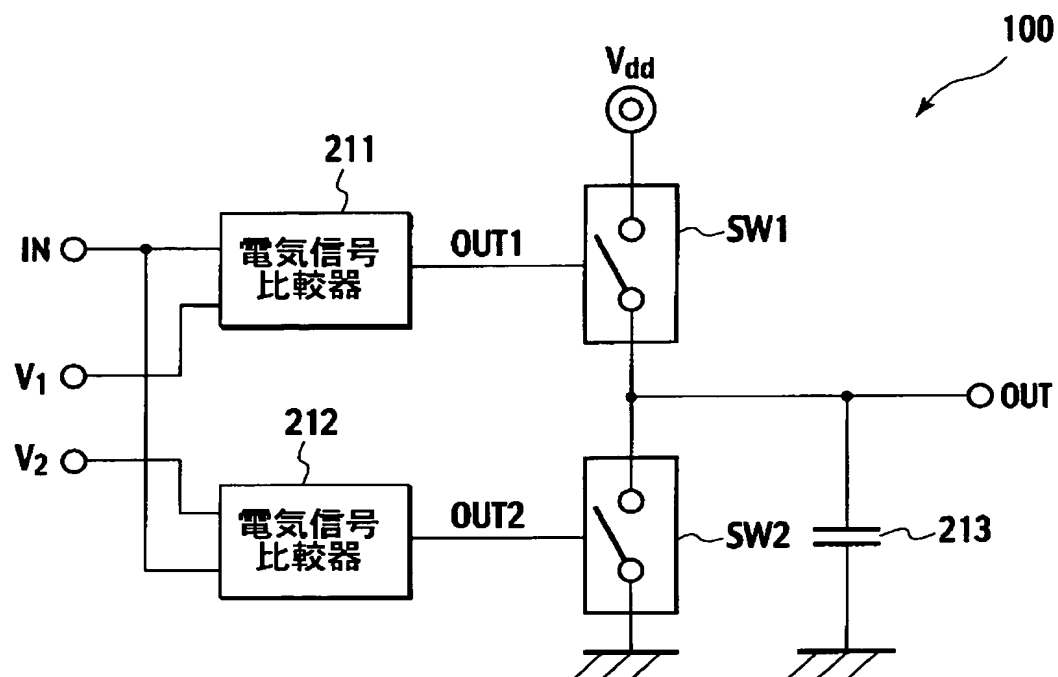 100
Vdd
211
IN
電気信号
比較器
OUT1
SW1
V1
OUT
V2
212
電気信号
比較器
OUT2
SW2
213